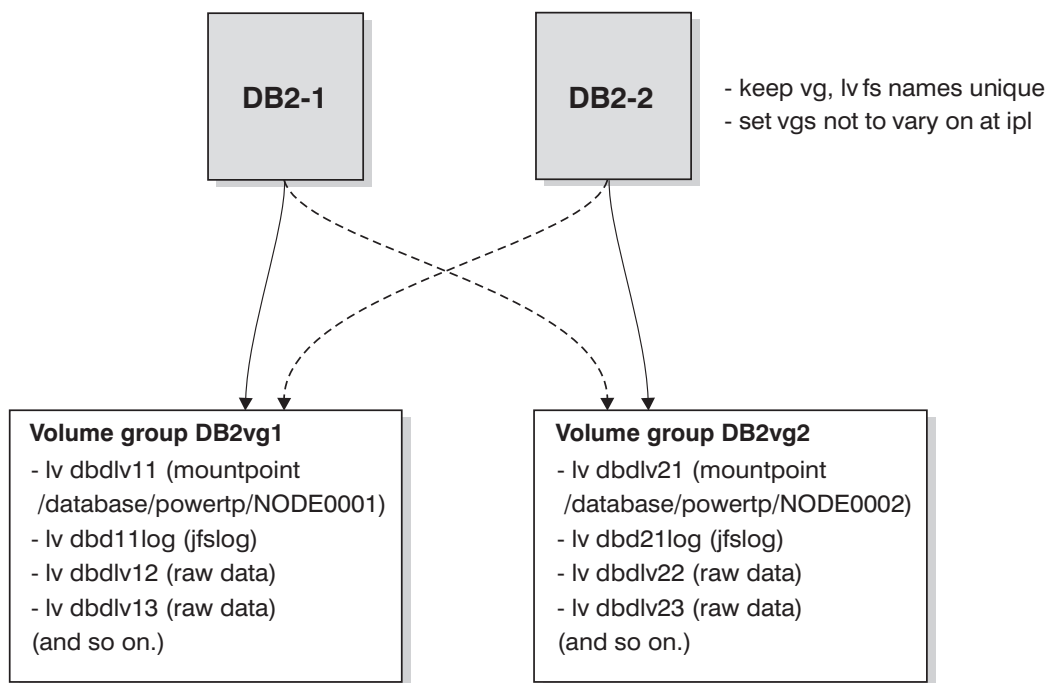 DB2-1
DB2-2
- keep vg, lv fs names unique
- set vgs not to vary on at ipl
Volume group DB2vg1
- lv dbdlv11 (mountpoint
/database/powertp/NODE0001)
- lv dbd11log (jfslog)
- lv dbdlv12 (raw data)
- lv dbdlv13 (raw data)
(and so on.)
Volume group DB2vg2
- lv dbdlv21 (mountpoint
/database/powertp/NODE0002)
- lv dbd21log (jfslog)
- lv dbdlv22 (raw data)
- lv dbdlv23 (raw data)
(and so on.)